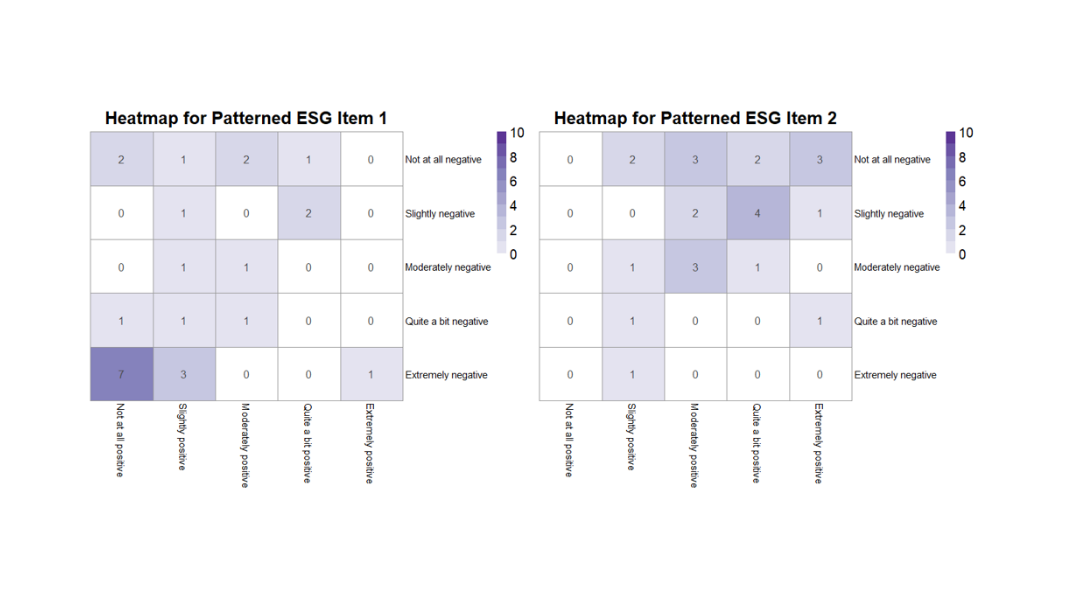 Heatmap for Patterned ESG Item 1
10
8
6
4
2
0
2 1 2 1 0 Not at all negative
0 1 0 2 0 Slightly negative
0 1 1 0 0 Moderately negative
1 1 1 0 0 Quite a bit negative
7 3 0 0 1 Extremely negative
Not at all positive
Slightly positive
Moderately positive
Quite a bit positive
Extremely positive
Heatmap for Patterned ESG Item 2
10
8
6
4
2
0
0 2 3 2 3 Not at all negative
0 0 2 4 1 Slightly negative
0 1 3 1 0 Moderately negative
0 1 0 0 1 Quite a bit negative
0 1 0 0 0 Extremely negative
Not at all positive
Slightly positive
Moderately positive
Quite a bit positive
Extremely positive